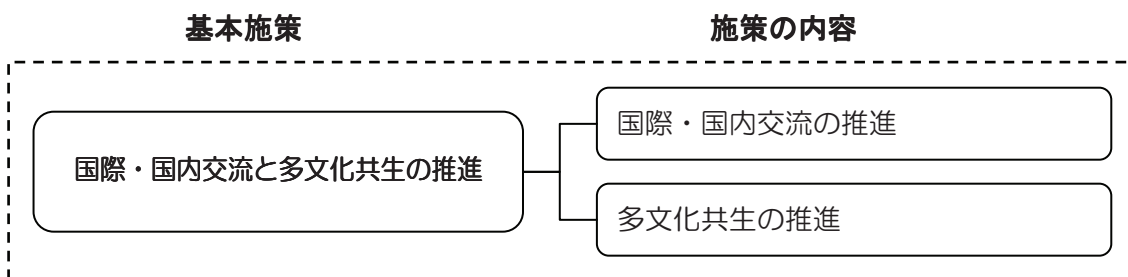 基本施策
施策の内容
国際・国内交流と多文化共生の推進
国際・国内交流の推進
多文化共生の推進